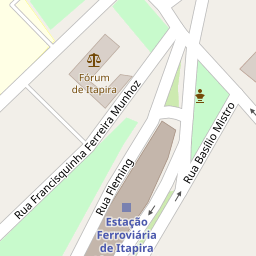 Fórum
de Itapira
Rua Francisquinha Ferreira Munhoz
Rua Basílio Mistro
Rua Fleming
Estação
Ferroviária
de Itapira